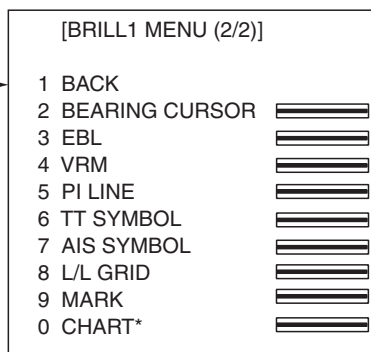 [BRILL1 MENU (2/2)]
1 BACK
2 BEARING CURSOR
3 EBL
4 VRM
5 PI LINE
6 TT SYMBOL
7 AIS SYMBOL
8 L/L GRID
9 MARK
0 CHART*